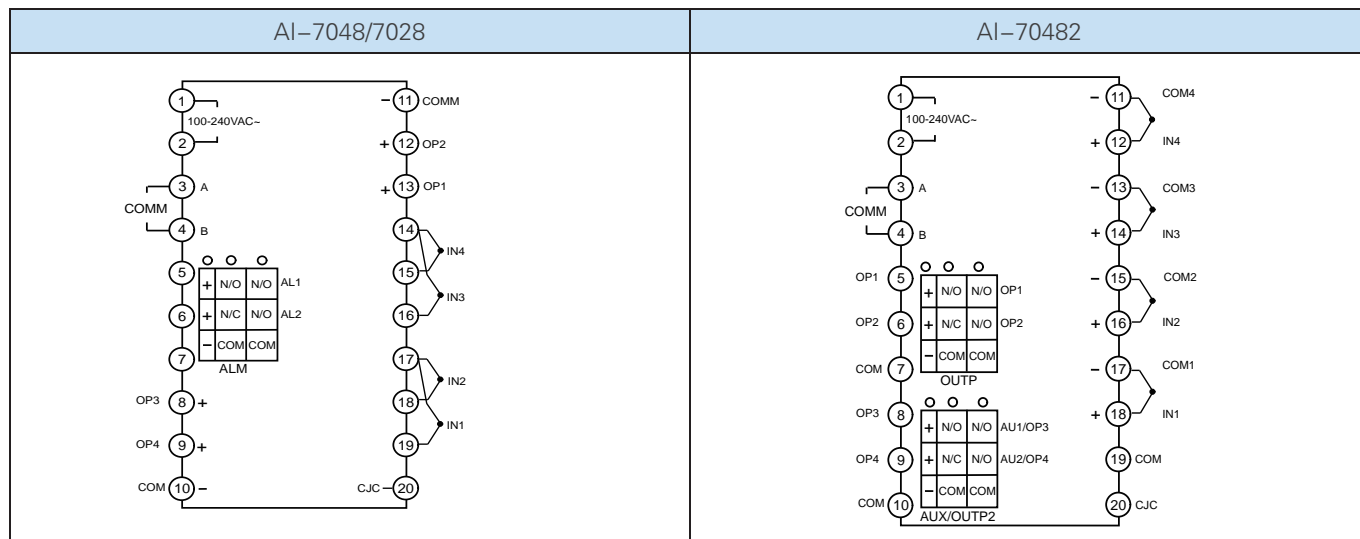 AI–7048/7028
AI–70482
1
100-240VAC~
2
3 A
COMM
4 B
5
6
7
+ N/O N/O AL1
+ N/C N/O AL2
− COM COM
ALM
OP3 8 +
OP4 9 +
COM 10 −
− 11 COMM
+ 12 OP2
+ 13 OP1
14
IN4
15
IN3
16
17
IN2
18
IN1
19
CJC − 20
1
100-240VAC~
2
3 A
COMM
4 B
OP1 5
OP2 6
COM 7
+ N/O N/O OP1
+ N/C N/O OP2
− COM COM
OUTP
OP3 8
OP4 9
COM 10
+ N/O N/O AU1/OP3
+ N/C N/O AU2/OP4
− COM COM
AUX/OUTP2
− 11 COM4
+ 12 IN4
− 13 COM3
+ 14 IN3
− 15 COM2
+ 16 IN2
− 17 COM1
+ 18 IN1
19 COM
20 CJC